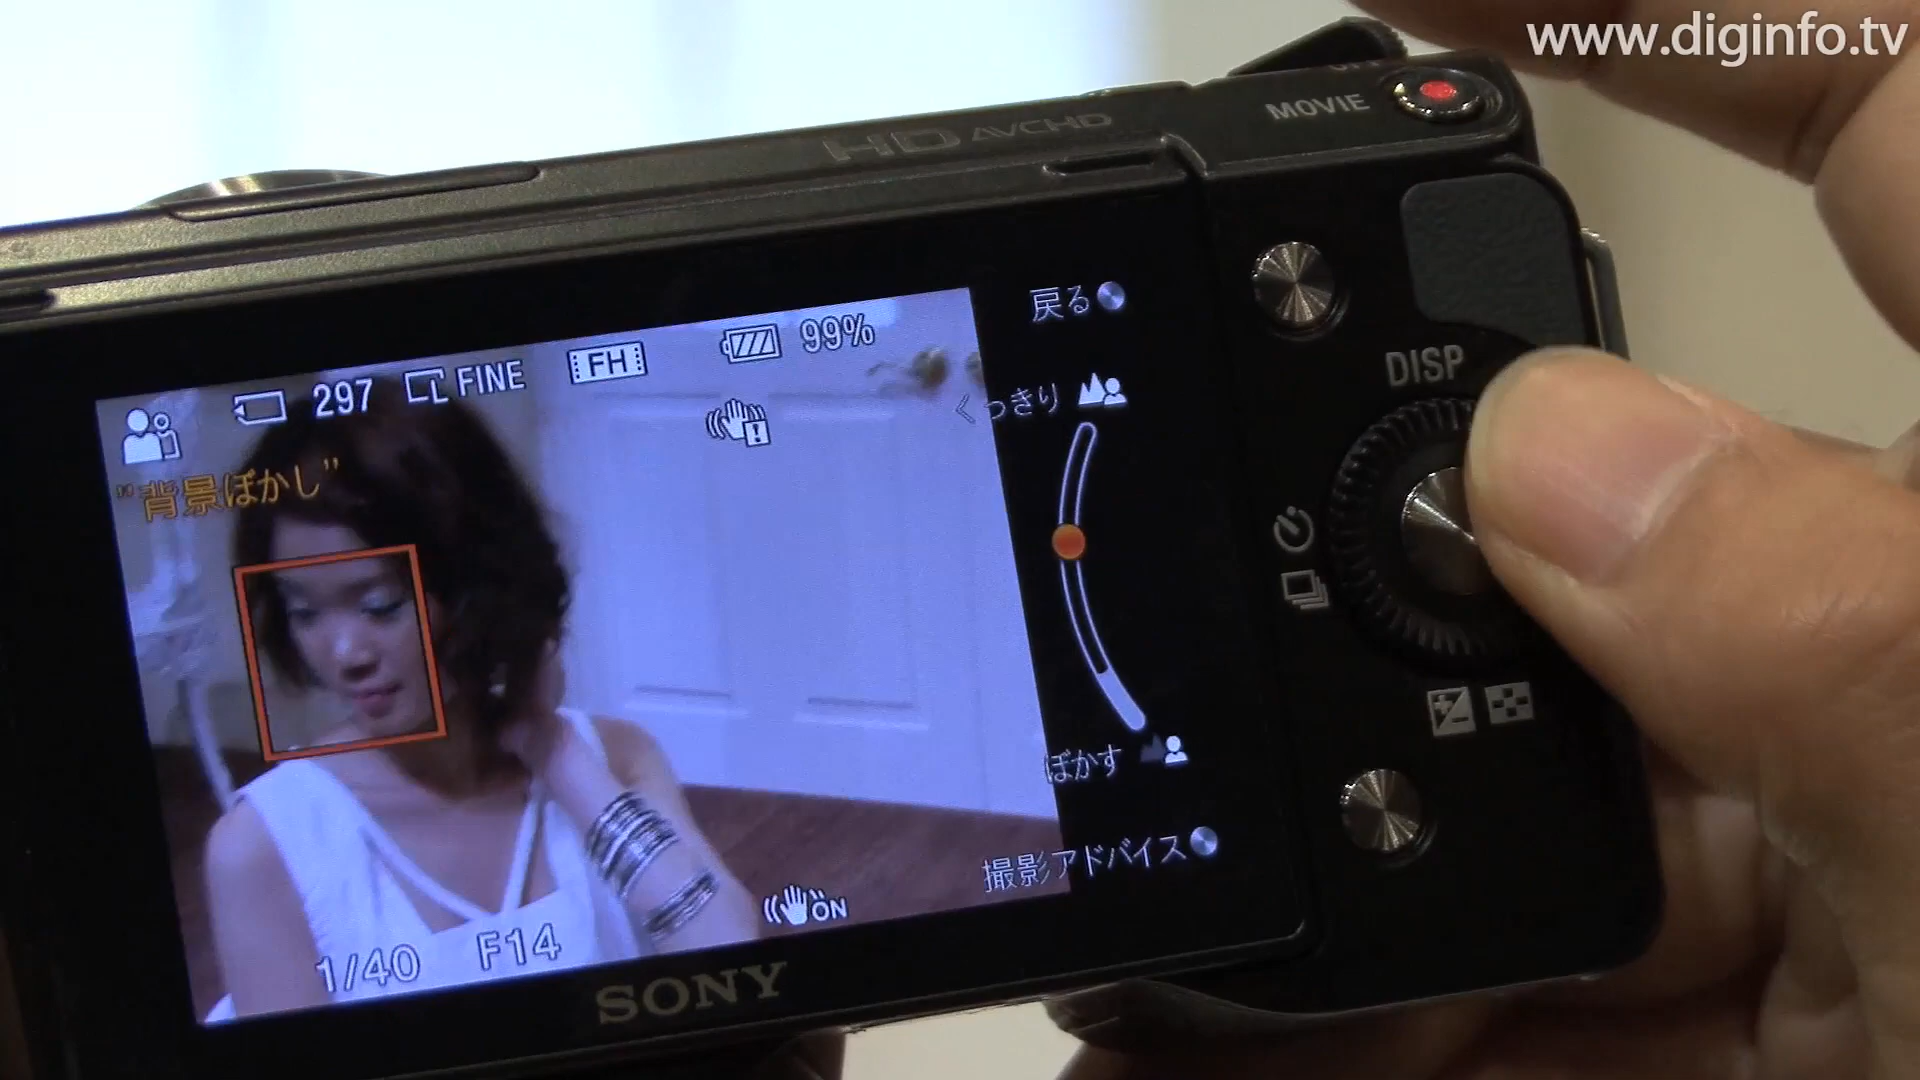 www.diginfo.tv
MOVIE
HD AVCHD
戻る
297 FINE FH 99%
っきり
"背景ぼかし"
DISP
ぼかす
撮影アドバイス
ON
1/40 F14
SONY